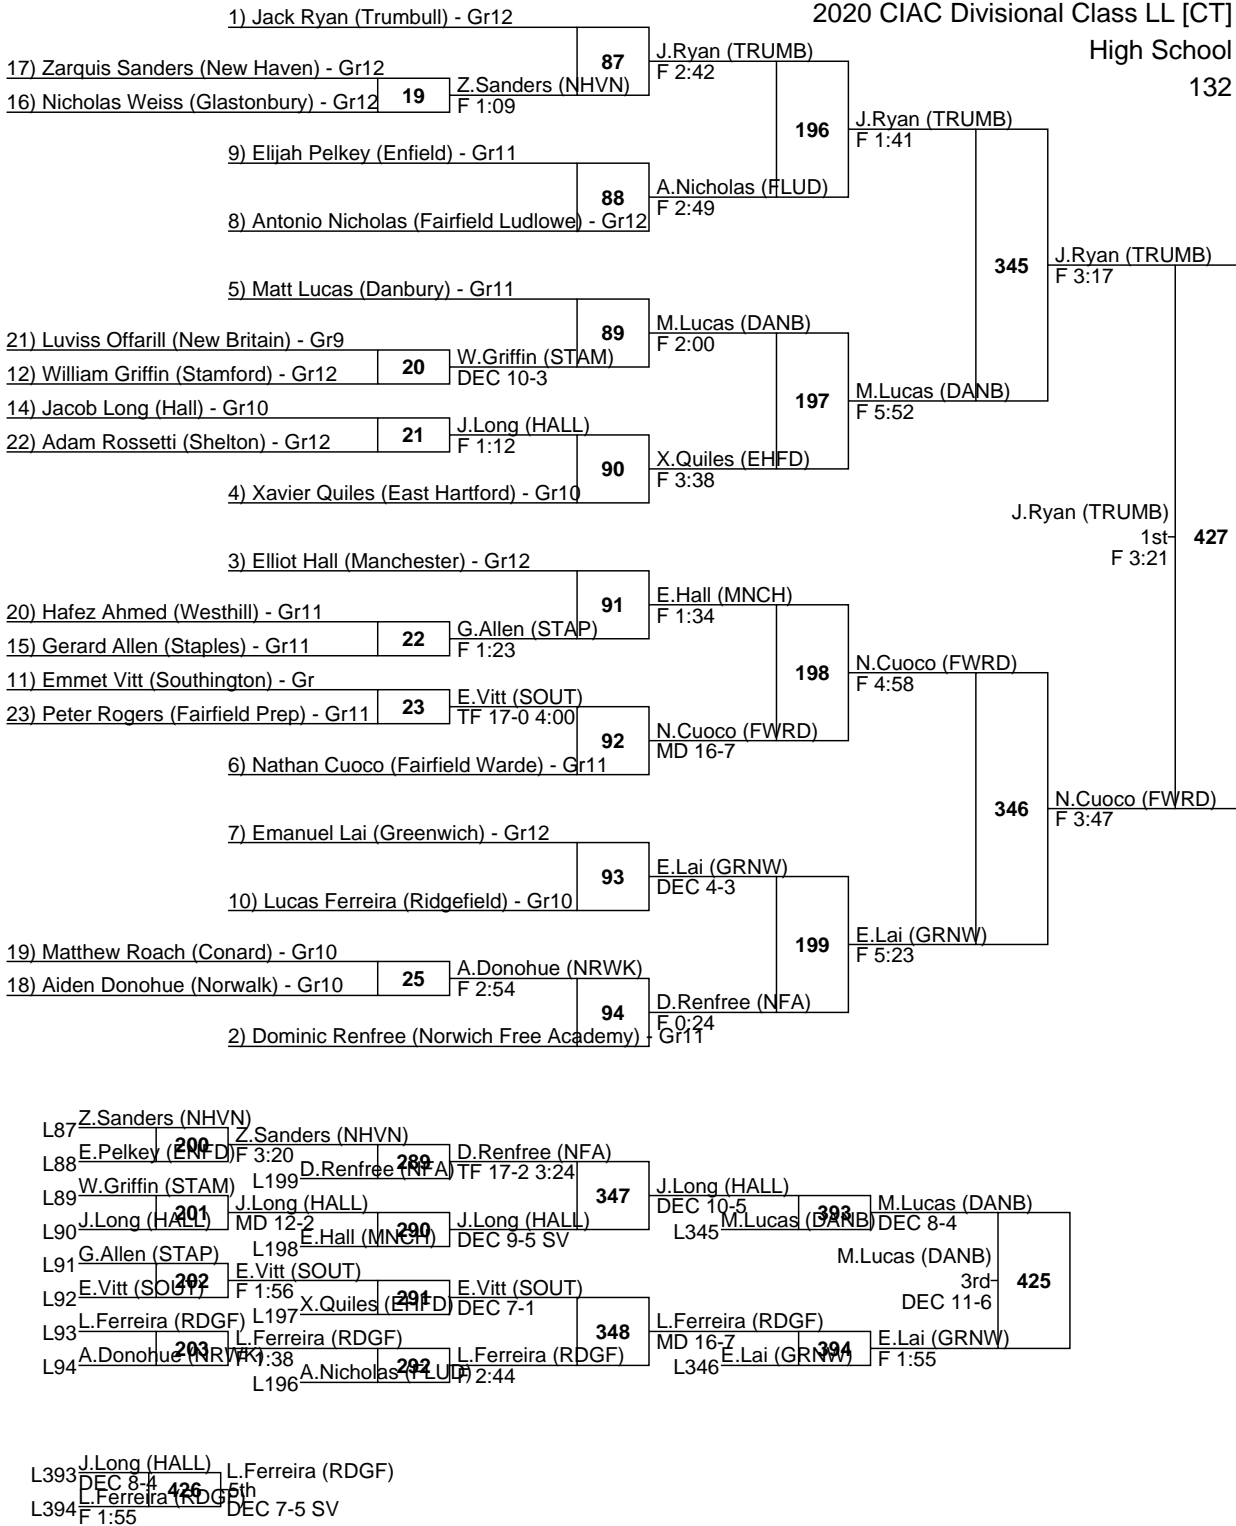 2020 CIAC Divisional Class LL [CT]
High School
132
1) Jack Ryan (Trumbull) - Gr12
87
J.Ryan (TRUMB)
F 2:42
17) Zarquis Sanders (New Haven) - Gr12
19
Z.Sanders (NHVN)
F 1:09
16) Nicholas Weiss (Glastonbury) - Gr12
196
J.Ryan (TRUMB)
F 1:41
9) Elijah Pelkey (Enfield) - Gr11
88
A.Nicholas (FLUD)
F 2:49
8) Antonio Nicholas (Fairfield Ludlowe) - Gr12
345
J.Ryan (TRUMB)
F 3:17
5) Matt Lucas (Danbury) - Gr11
89
M.Lucas (DANB)
F 2:00
21) Luviss Offarill (New Britain) - Gr9
20
W.Griffin (STAM)
DEC 10-3
12) William Griffin (Stamford) - Gr12
197
M.Lucas (DANB)
F 5:52
14) Jacob Long (Hall) - Gr10
21
J.Long (HALL)
F 1:12
22) Adam Rossetti (Shelton) - Gr12
90
X.Quiles (EHFD)
F 3:38
4) Xavier Quiles (East Hartford) - Gr10
J.Ryan (TRUMB)
1st
427
F 3:21
3) Elliot Hall (Manchester) - Gr12
91
E.Hall (MNCH)
F 1:34
20) Hafez Ahmed (Westhill) - Gr11
22
G.Allen (STAP)
F 1:23
15) Gerard Allen (Staples) - Gr11
198
N.Cuoco (FWRD)
F 4:58
11) Emmet Vitt (Southington) - Gr
23
E.Vitt (SOUT)
TF 17-0 4:00
23) Peter Rogers (Fairfield Prep) - Gr11
92
N.Cuoco (FWRD)
MD 16-7
6) Nathan Cuoco (Fairfield Warde) - Gr11
346
N.Cuoco (FWRD)
F 3:47
7) Emanuel Lai (Greenwich) - Gr12
93
E.Lai (GRNW)
DEC 4-3
10) Lucas Ferreira (Ridgefield) - Gr10
199
E.Lai (GRNW)
F 5:23
19) Matthew Roach (Conard) - Gr10
25
A.Donohue (NRWK)
F 2:54
18) Aiden Donohue (Norwalk) - Gr10
94
D.Renfree (NFA)
F 0:24
2) Dominic Renfree (Norwich Free Academy) - Gr11
L87
Z.Sanders (NHVN)
200
Z.Sanders (NHVN)
F 3:20
L88
E.Pelkey (ENFD)
L199
D.Renfree (NFA)
289
D.Renfree (NFA)
TF 17-2 3:24
L89
W.Griffin (STAM)
201
J.Long (HALL)
MD 12-2
L90
J.Long (HALL)
L198
E.Hall (MNCH)
290
J.Long (HALL)
DEC 9-5 SV
347
J.Long (HALL)
DEC 10-5
L345
M.Lucas (DANB)
393
M.Lucas (DANB)
DEC 8-4
L91
G.Allen (STAP)
202
E.Vitt (SOUT)
F 1:56
L92
E.Vitt (SOUT)
L197
X.Quiles (EHFD)
291
E.Vitt (SOUT)
DEC 7-1
M.Lucas (DANB)
3rd
425
DEC 11-6
L93
L.Ferreira (RDGF)
203
L.Ferreira (RDGF)
F 1:38
L94
A.Donohue (NRWK)
L196
A.Nicholas (FLUD)
292
L.Ferreira (RDGF)
F 2:44
348
L.Ferreira (RDGF)
MD 16-7
L346
E.Lai (GRNW)
394
E.Lai (GRNW)
F 1:55
L393
J.Long (HALL)
DEC 8-4
426
L.Ferreira (RDGF)
5th
DEC 7-5 SV
L394
L.Ferreira (RDGF)
F 1:55